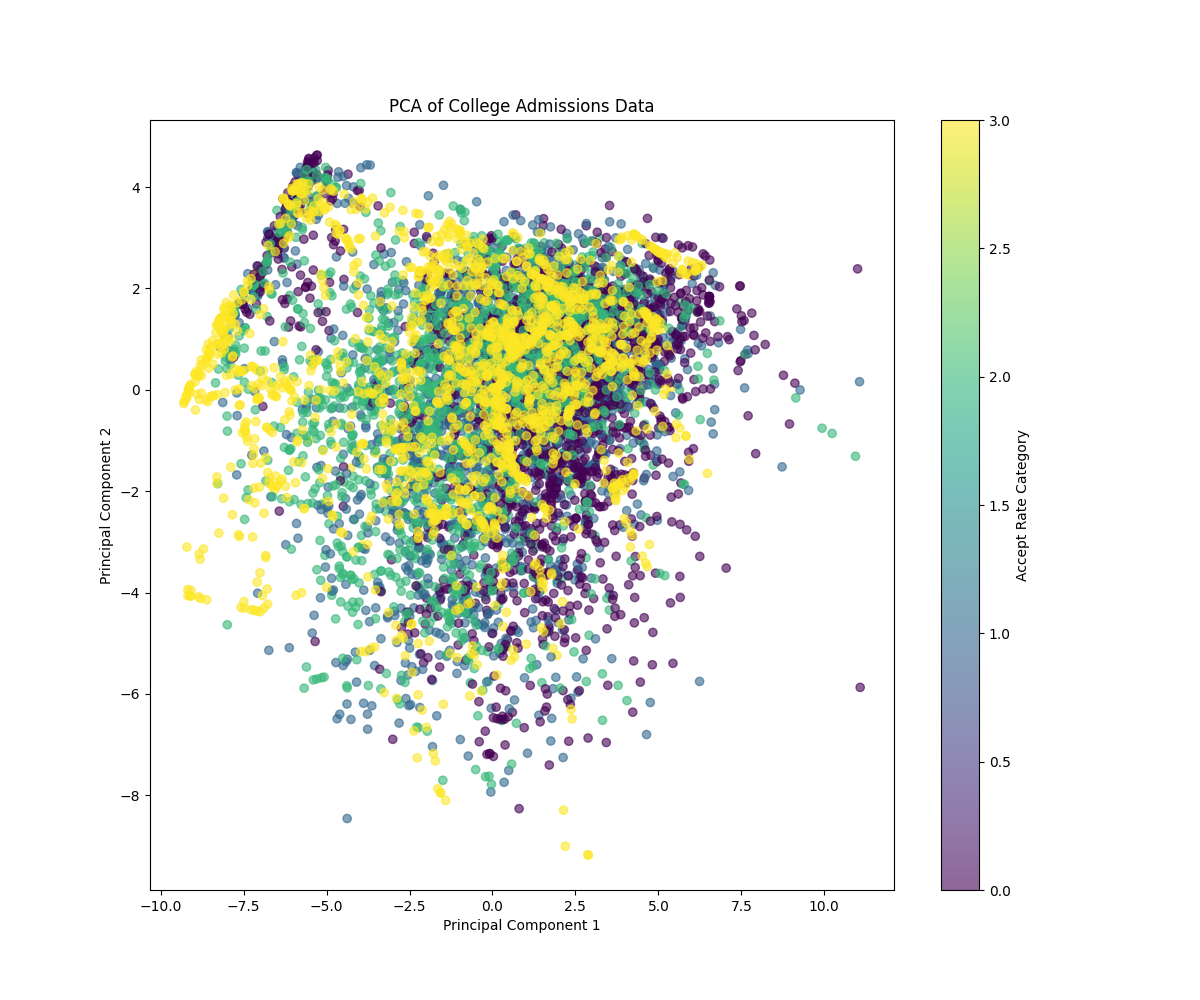 PCA of College Admissions Data
4
2
0
−2
−4
−6
−8
Principal Component 2
−10.0 −7.5 −5.0 −2.5 0.0 2.5 5.0 7.5 10.0
Principal Component 1
3.0
2.5
2.0
1.5
1.0
0.5
0.0
Accept Rate Category